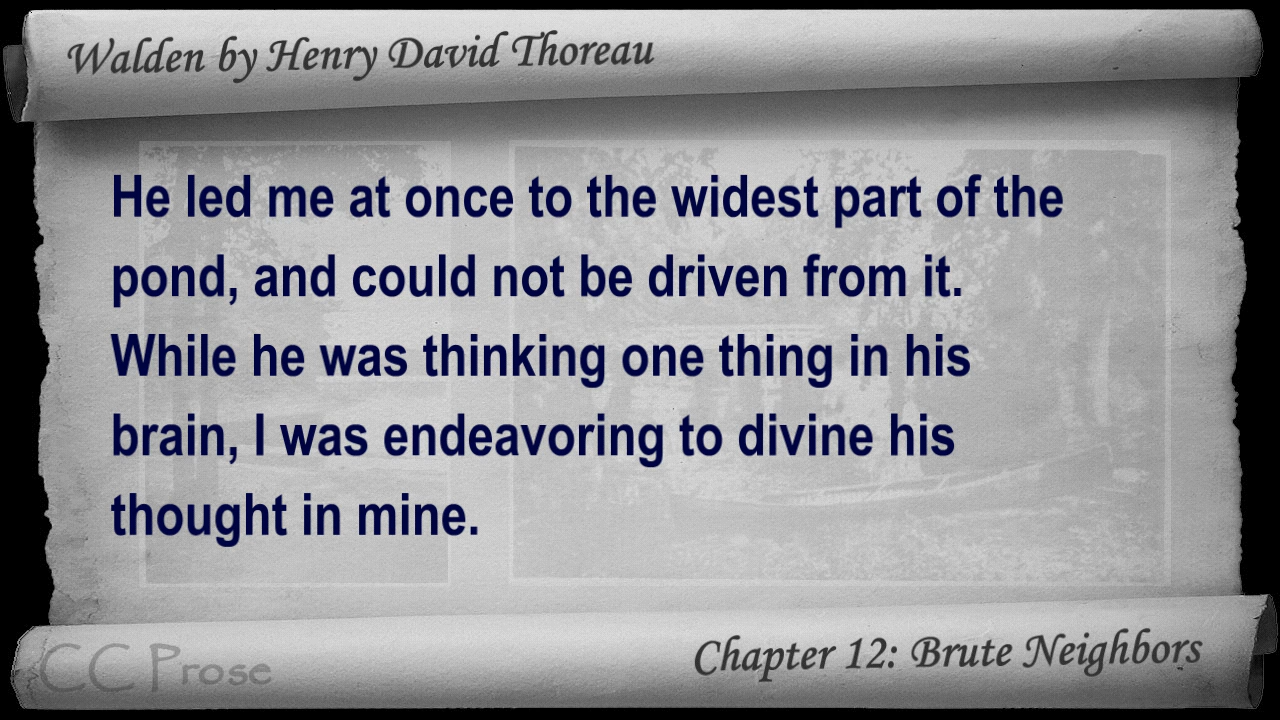 Walden by Henry David Thoreau
He led me at once to the widest part of the
pond, and could not be driven from it.
While he was thinking one thing in his
brain, I was endeavoring to divine his
thought in mine.
CC Prose
Chapter 12: Brute Neighbors